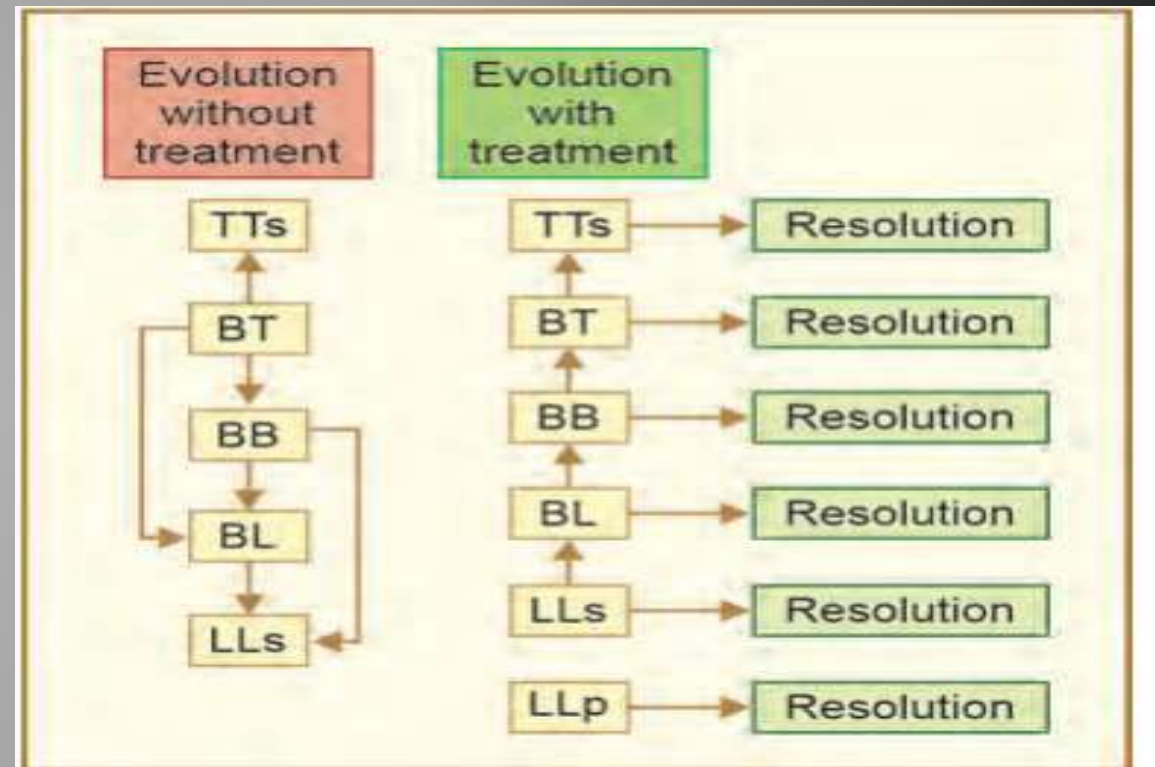 Evolution
without
treatment
Evolution
with
treatment
TTs
BT
BB
BL
LLs
TTs
Resolution
BT
Resolution
BB
Resolution
BL
Resolution
LLs
Resolution
LLp
Resolution